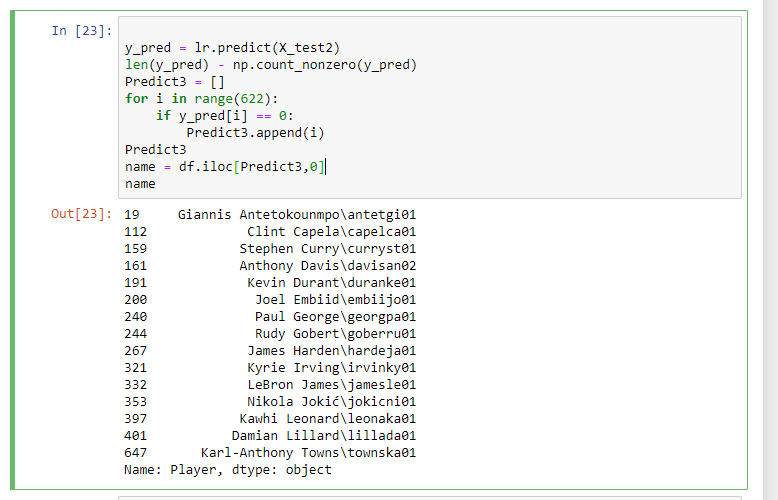 In [23]:
y_pred = lr.predict(X_test2)
len(y_pred) - np.count_nonzero(y_pred)
Predict3 = []
for i in range(622):
    if y_pred[i] == 0:
        Predict3.append(i)
Predict3
name = df.iloc[Predict3,0]
name
Out[23]:
19     Giannis Antetokounmpo\antetgi01
112             Clint Capela\capelca01
159            Stephen Curry\curryst01
161            Anthony Davis\davisan02
191             Kevin Durant\duranke01
200              Joel Embiid\embiijo01
240              Paul George\georgpa01
244              Rudy Gobert\goberru01
267             James Harden\hardeja01
321             Kyrie Irving\irvinky01
332             LeBron James\jamesle01
353             Nikola Jokić\jokicni01
397            Kawhi Leonard\leonaka01
401           Damian Lillard\lillada01
647       Karl-Anthony Towns\townska01
Name: Player, dtype: object